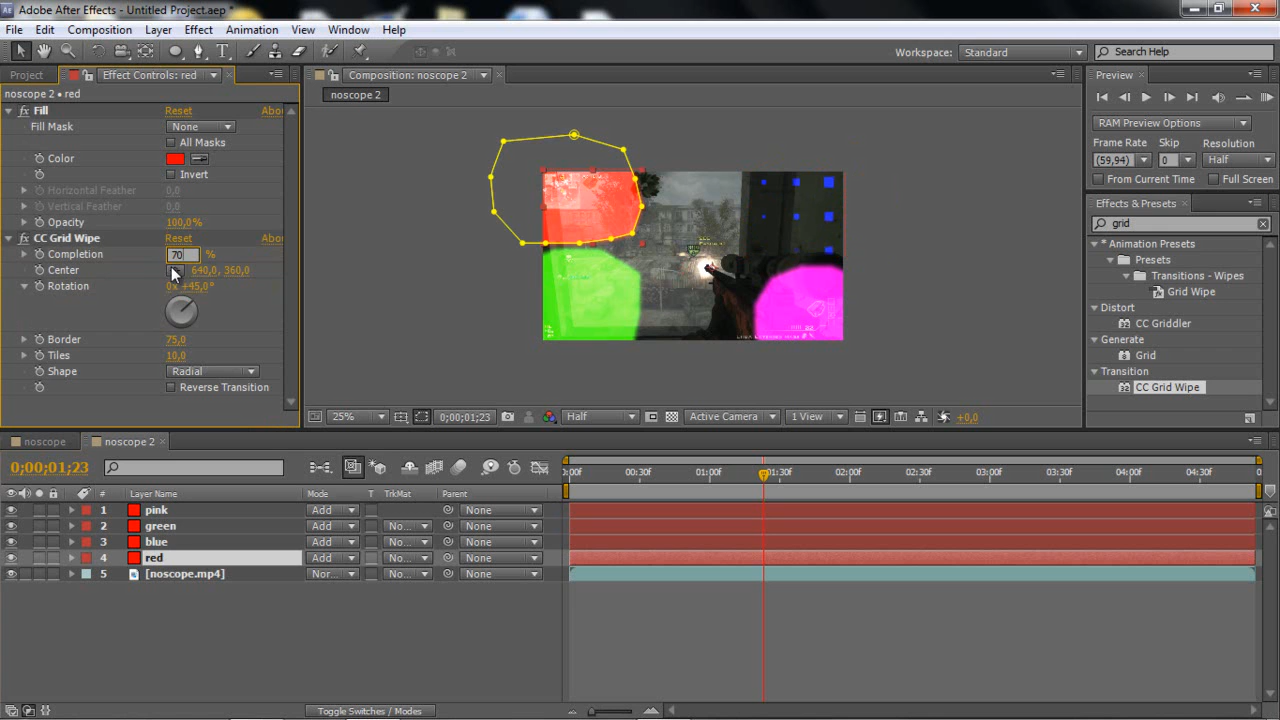 Adobe After Effects - Untitled Project.aep *
File Edit Composition Layer Effect Animation View Window Help
Workspace: Standard Search Help
Project Effect Controls: red Composition: noscope 2 Preview
noscope 2 • red noscope 2
Fill Reset Abo
Fill Mask None
All Masks
Color
Invert
Horizontal Feather 0,0
Vertical Feather 0,0
Opacity 100,0%
CC Grid Wipe Reset Abo
Completion 70 %
Center 640,0, 360,0
Rotation 0x +45,0°
Border 75,0
Tiles 10,0
Shape Radial
Reverse Transition
RAM Preview Options
Frame Rate Skip Resolution
(59,94) 0 Half
From Current Time Full Screen
Effects & Presets
grid
* Animation Presets
Presets
Transitions - Wipes
Grid Wipe
Distort
CC Griddler
Generate
Grid
Transition
CC Grid Wipe
25% 0;00;01;23 Half Active Camera 1 View +0,0
noscope noscope 2
0;00;01;23
:00f 00:30f 01:00f 01:30f 02:00f 02:30f 03:00f 03:30f 04:00f 04:30f 0
# Layer Name Mode T TrkMat Parent
1 pink Add None
2 green Add No... None
3 blue Add No... None
4 red Add No... None
5 [noscope.mp4] Nor... No... None
Toggle Switches / Modes